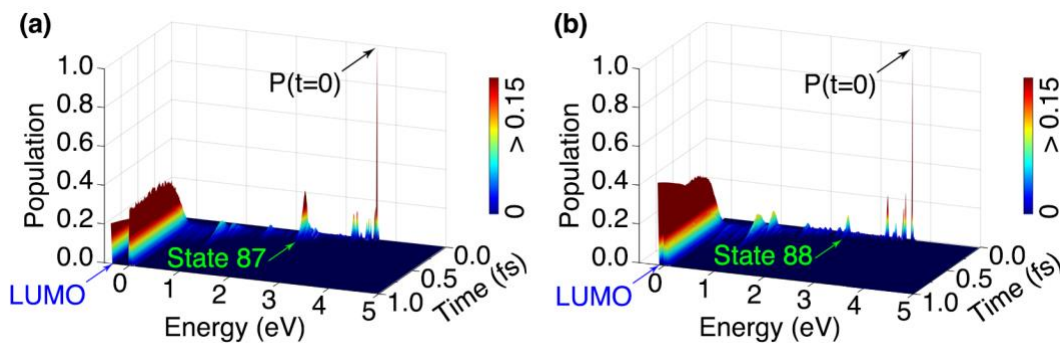 (a)
Population
1.0
0.8
0.6
0.4
0.2
0.0
P(t=0)
> 0.15
0
State 87
LUMO
0 1 2 3 4 5
Energy (eV)
0.0
0.5
1.0
Time (fs)
(b)
Population
1.0
0.8
0.6
0.4
0.2
0.0
P(t=0)
> 0.15
0
State 88
LUMO
0 1 2 3 4 5
Energy (eV)
0.0
0.5
1.0
Time (fs)